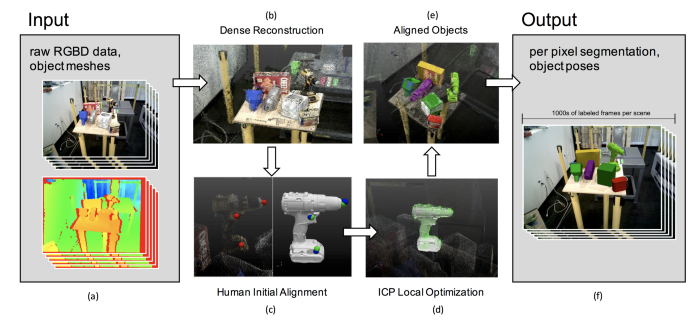 Input
raw RGBD data,
object meshes
(a)
(b)
Dense Reconstruction
Human Initial Alignment
(c)
(e)
Aligned Objects
ICP Local Optimization
(d)
Output
per pixel segmentation,
object poses
1000s of labeled frames per scene
(f)